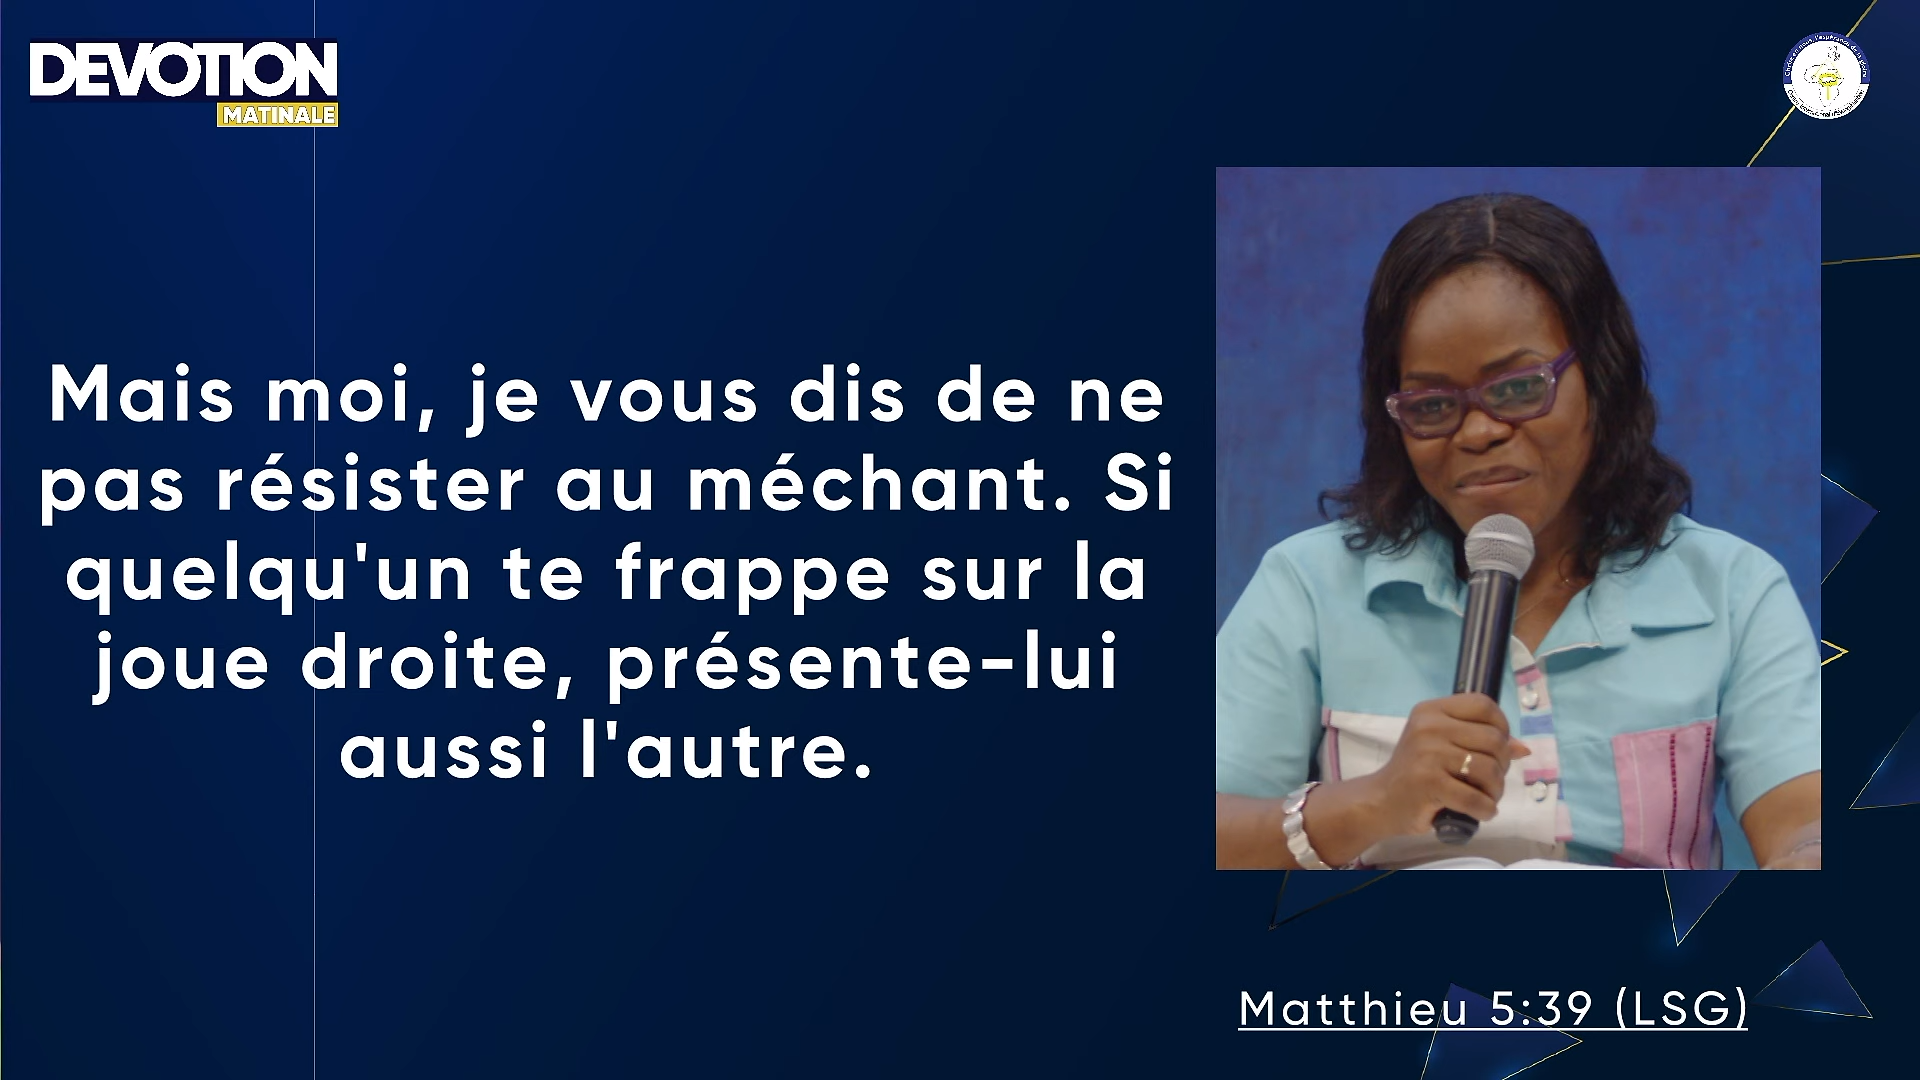 DEVOTION
MATINALE
Mais moi, je vous dis de ne
pas résister au méchant. Si
quelqu'un te frappe sur la
joue droite, présente-lui
aussi l'autre.
Matthieu 5:39 (LSG)